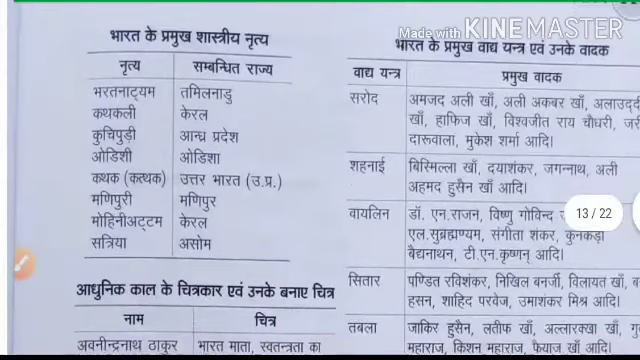 Made with KINEMASTER
भारत के प्रमुख शास्त्रीय नृत्य
नृत्य सम्बन्धित राज्य
भरतनाट्यम तमिलनाडु
कथकली केरल
कुचिपुड़ी आन्ध्र प्रदेश
ओडिशी ओडिशा
कथक (कत्थक) उत्तर भारत (उ.प्र.)
मणिपुरी मणिपुर
मोहिनीअट्टम केरल
सत्रिया असोम
आधुनिक काल के चित्रकार एवं उनके बनाए चित्र
नाम चित्र
अवनीन्द्रनाथ ठाकुर भारत माता, स्वतन्त्रता का
भारत के प्रमुख वाद्य यन्त्र एवं उनके वादक
वाद्य यन्त्र प्रमुख वादक
सरोद अमजद अली खाँ, अली अकबर खाँ, अलाउद्दी
खाँ, हाफिज खाँ, विश्वजीत राय चौधरी, जरी
दारूवाला, मुकेश शर्मा आदि।
शहनाई बिस्मिल्ला खाँ, दयाशंकर, जगन्नाथ, अली
अहमद हुसैन खाँ आदि।
वायलिन डॉ. एन.राजन, विष्णु गोविन्द
13 / 22
एल.सुब्रह्मण्यम, संगीता शंकर, कुनकड़ी
बैद्यनाथन, टी.एन.कृष्णन् आदि।
सितार पण्डित रविशंकर, निखिल बनर्जी, विलायत खाँ,
हसन, शाहिद परवेज, उमाशंकर मिश्र आदि।
तबला जाकिर हुसैन, लतीफ खाँ, अल्लारक्खा खाँ,
महाराज, किशन महाराज, फैयाज खाँ आदि।